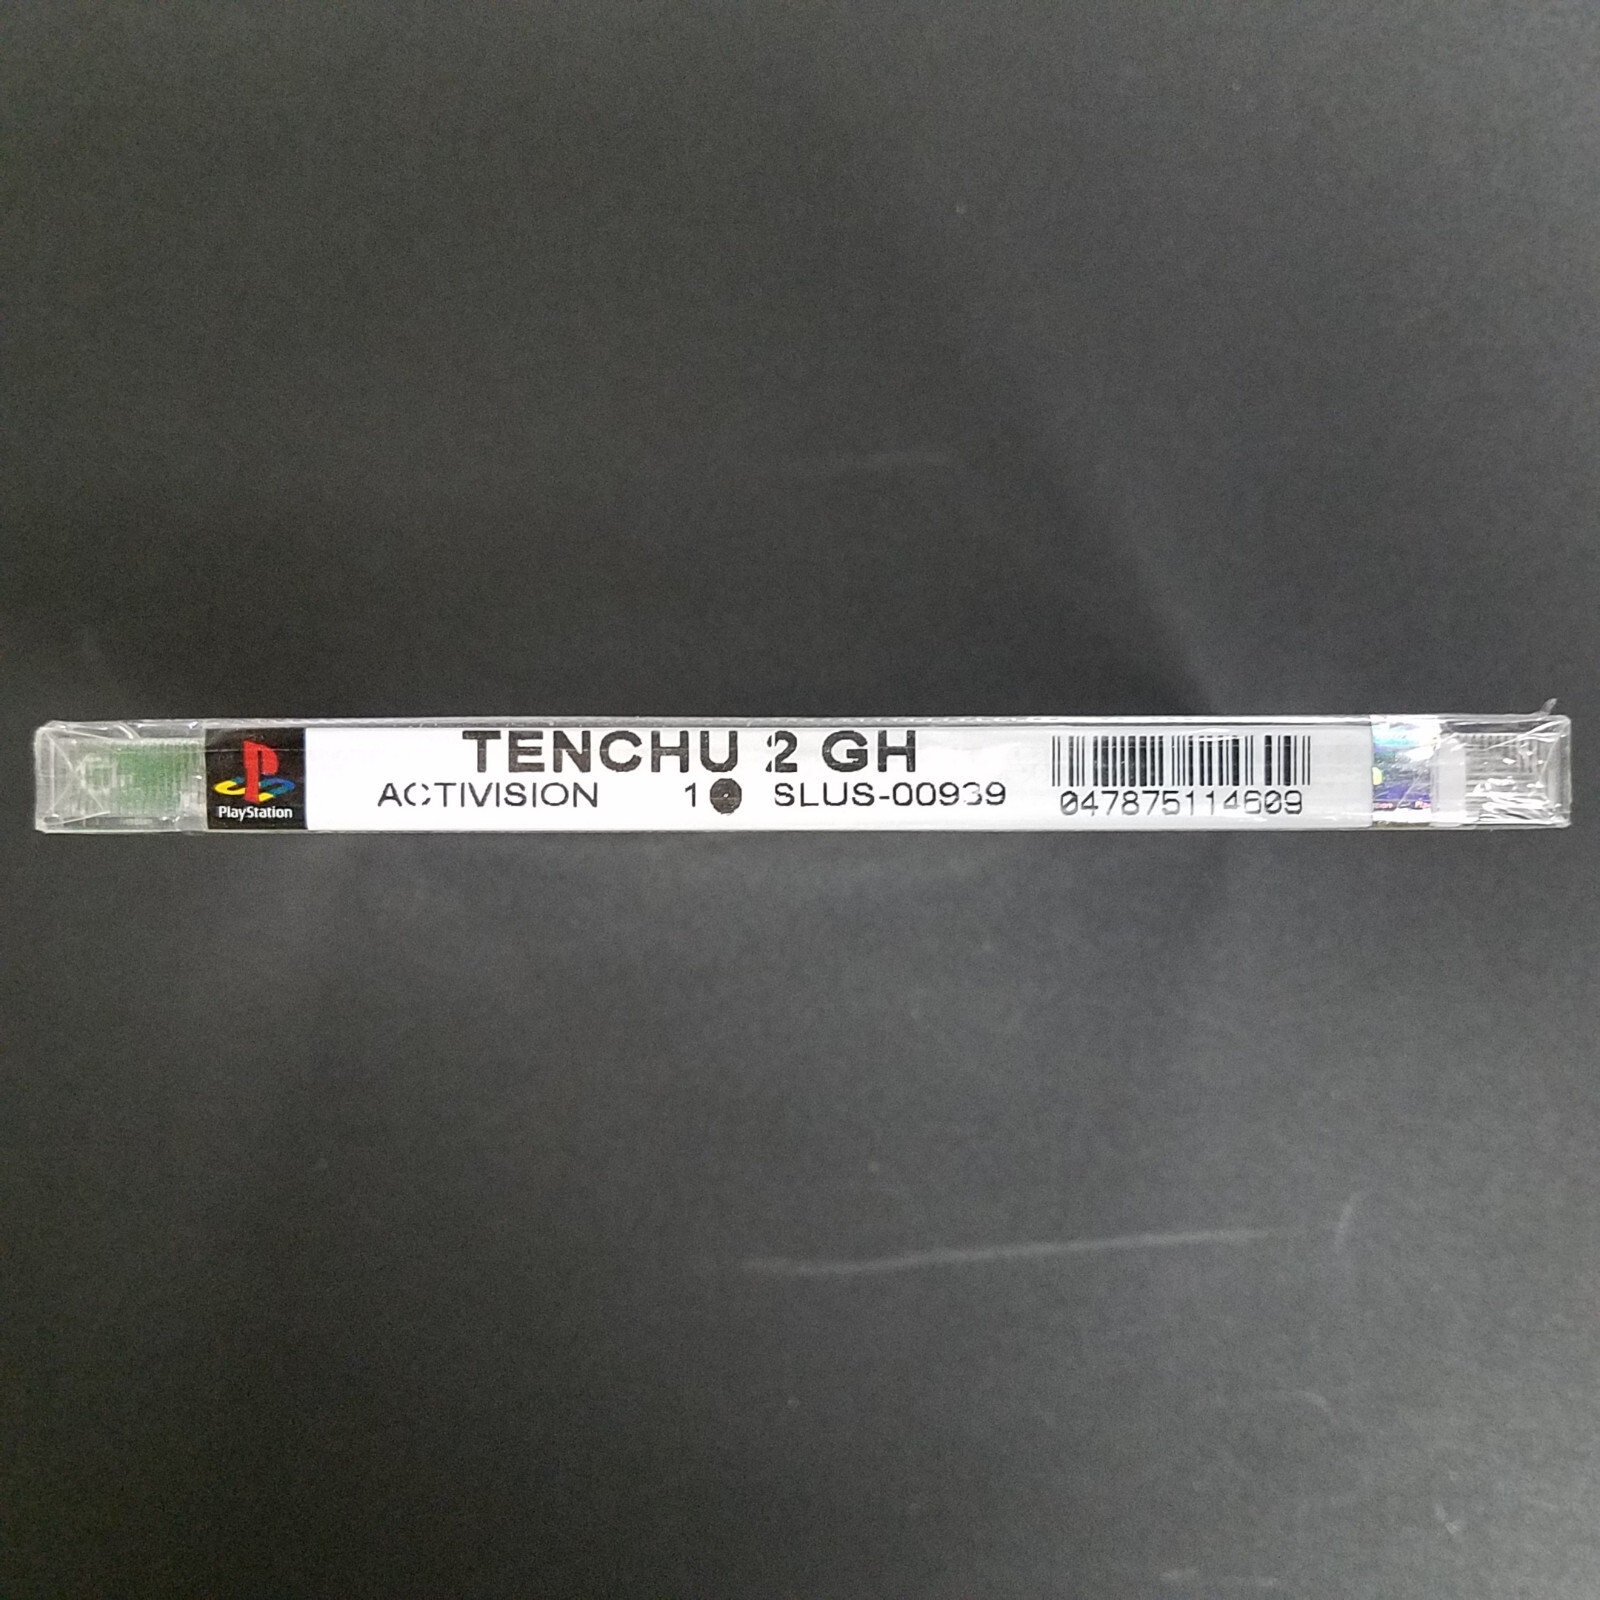 PlayStation
TENCHU 2 GH
ACTIVISION 1 SLUS-00939
047875114609